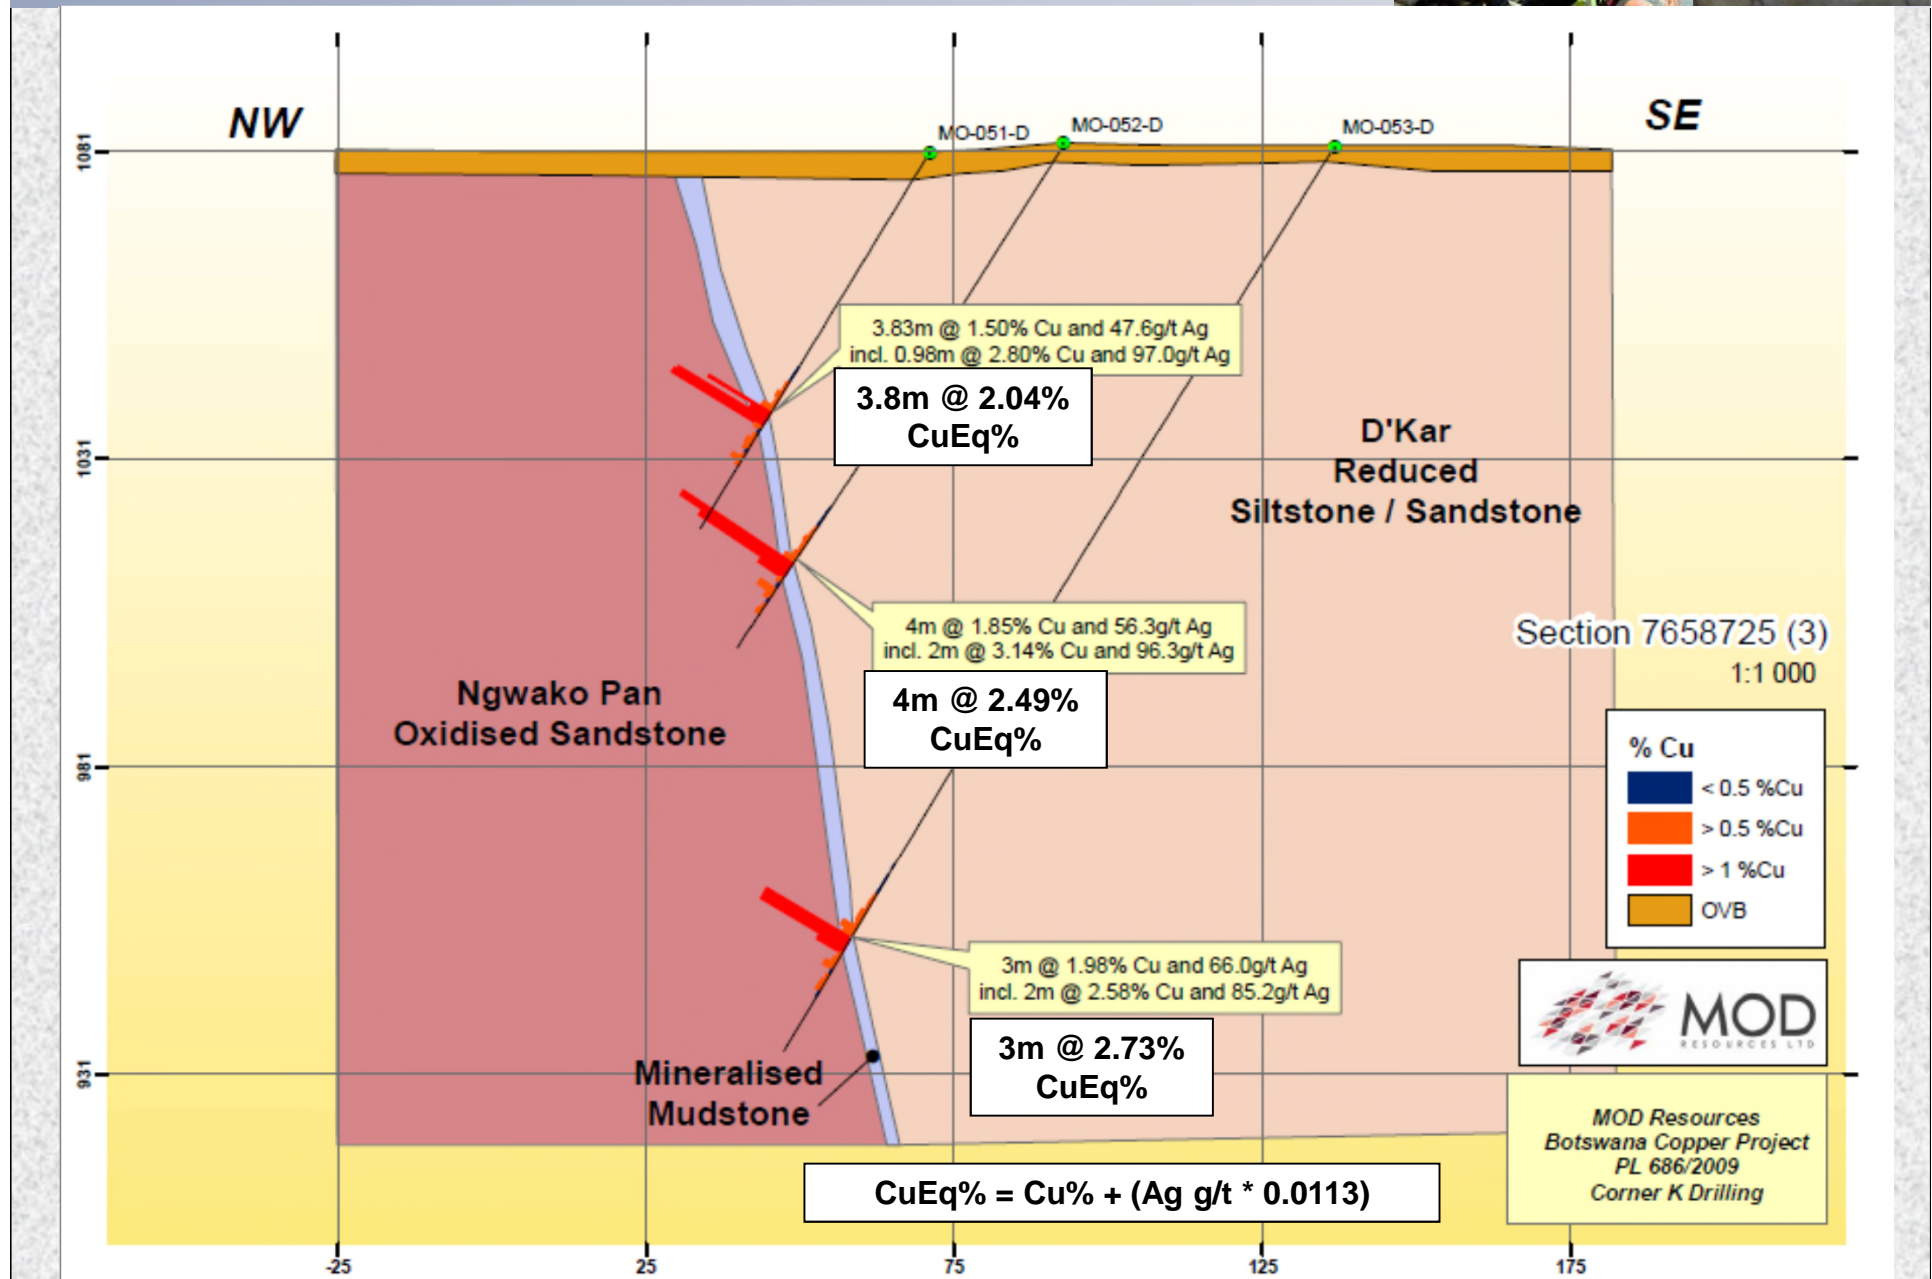 NW
SE
MO-051-D
MO-052-D
MO-053-D
1081
1031
981
931
3.83m @ 1.50% Cu and 47.6g/t Ag
incl. 0.98m @ 2.80% Cu and 97.0g/t Ag
3.8m @ 2.04%
CuEq%
D'Kar
Reduced
Siltstone / Sandstone
4m @ 1.85% Cu and 56.3g/t Ag
incl. 2m @ 3.14% Cu and 96.3g/t Ag
4m @ 2.49%
CuEq%
Section 7658725 (3)
1:1 000
Ngwako Pan
Oxidised Sandstone
% Cu
< 0.5 %Cu
> 0.5 %Cu
> 1 %Cu
OVB
3m @ 1.98% Cu and 66.0g/t Ag
incl. 2m @ 2.58% Cu and 85.2g/t Ag
3m @ 2.73%
CuEq%
MOD
RESOURCES LTD
Mineralised
Mudstone
MOD Resources
Botswana Copper Project
PL 686/2009
Corner K Drilling
CuEq% = Cu% + (Ag g/t * 0.0113)
-25
25
75
125
175